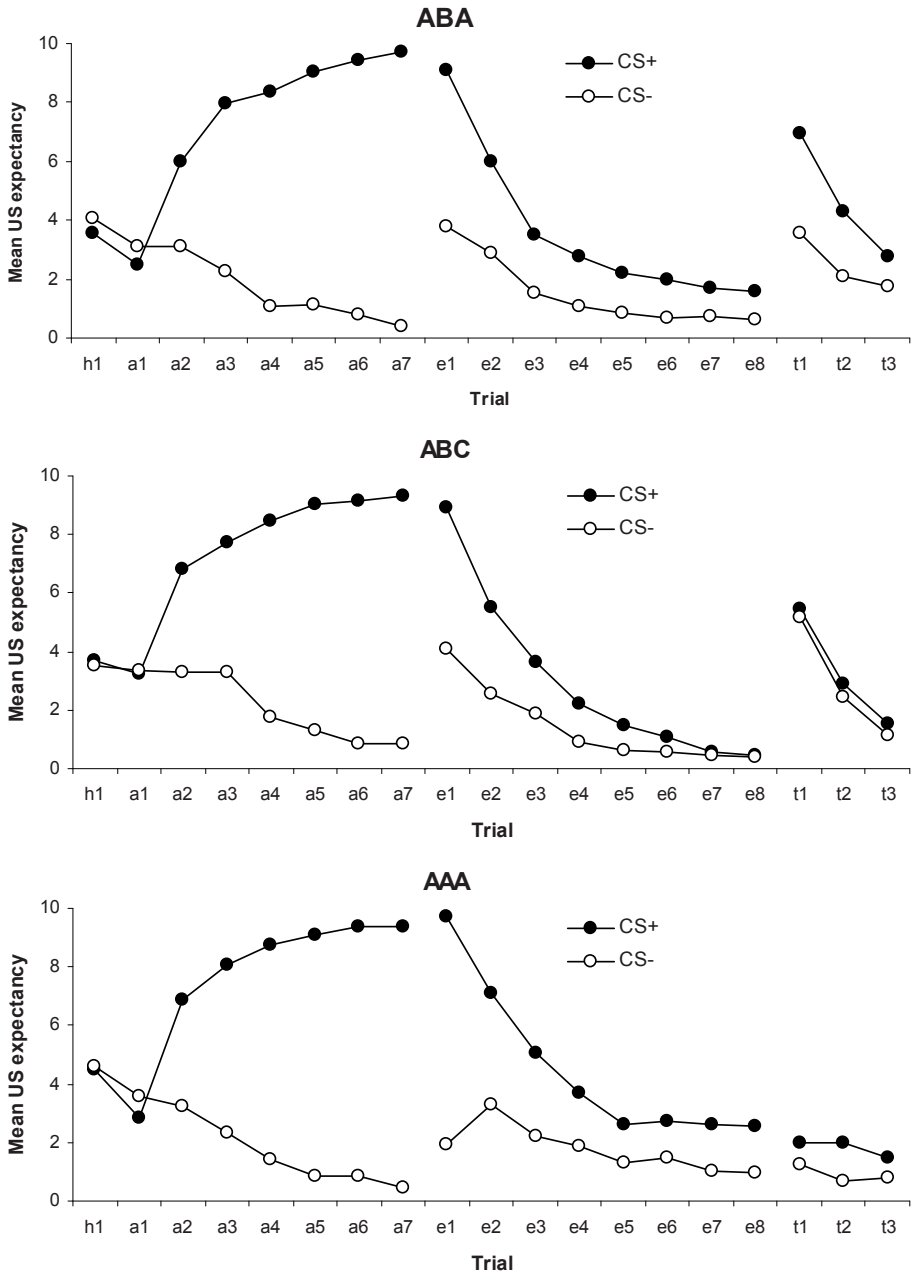 ABA
10
8
6
4
2
0
Mean US expectancy
CS+
CS-
h1 a1 a2 a3 a4 a5 a6 a7 e1 e2 e3 e4 e5 e6 e7 e8 t1 t2 t3
Trial
ABC
10
8
6
4
2
0
Mean US expectancy
CS+
CS-
h1 a1 a2 a3 a4 a5 a6 a7 e1 e2 e3 e4 e5 e6 e7 e8 t1 t2 t3
Trial
AAA
10
8
6
4
2
0
Mean US expectancy
CS+
CS-
h1 a1 a2 a3 a4 a5 a6 a7 e1 e2 e3 e4 e5 e6 e7 e8 t1 t2 t3
Trial